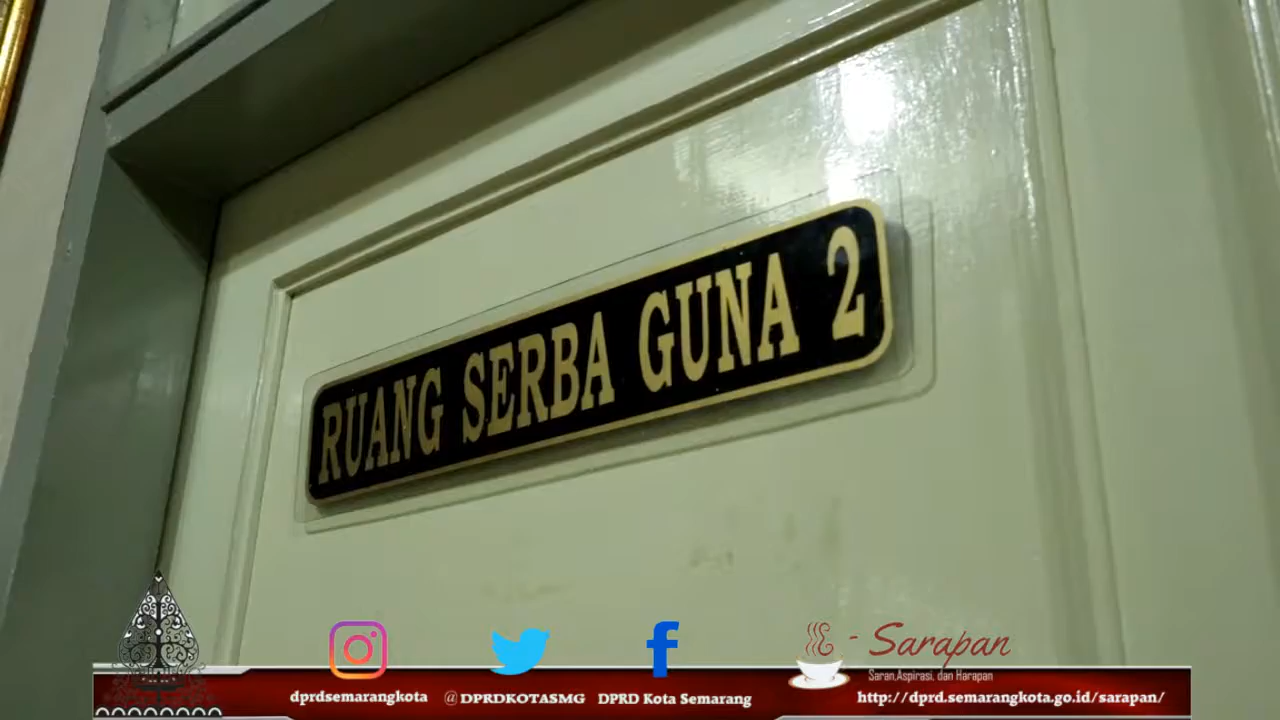 RUANG SERBA GUNA 2
- Sarapan
Saran,Aspirasi, dan Harapan
dprdsemarangkota
@DPRDKOTASMG
DPRD Kota Semarang
http://dprd.semarangkota.go.id/sarapan/